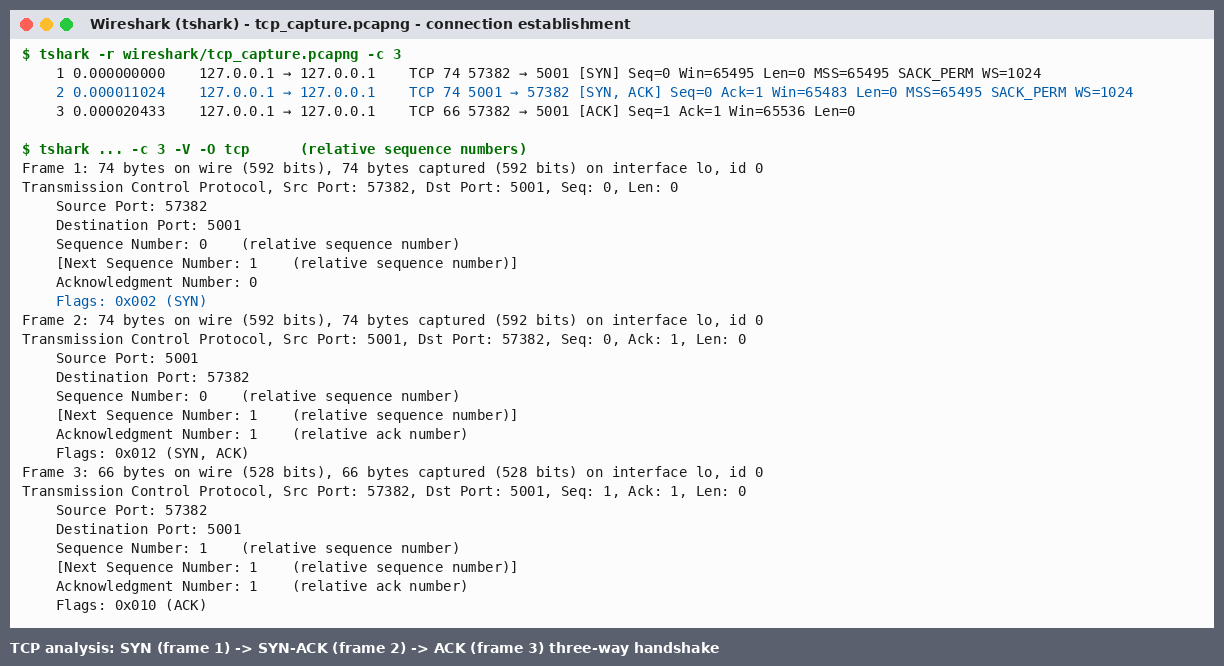 Wireshark (tshark) - tcp_capture.pcapng - connection establishment
$ tshark -r wireshark/tcp_capture.pcapng -c 3
    1 0.000000000    127.0.0.1 → 127.0.0.1    TCP 74 57382 → 5001 [SYN] Seq=0 Win=65495 Len=0 MSS=65495 SACK_PERM WS=1024
    2 0.000011024    127.0.0.1 → 127.0.0.1    TCP 74 5001 → 57382 [SYN, ACK] Seq=0 Ack=1 Win=65483 Len=0 MSS=65495 SACK_PERM WS=1024
    3 0.000020433    127.0.0.1 → 127.0.0.1    TCP 66 57382 → 5001 [ACK] Seq=1 Ack=1 Win=65536 Len=0
$ tshark ... -c 3 -V -O tcp      (relative sequence numbers)
Frame 1: 74 bytes on wire (592 bits), 74 bytes captured (592 bits) on interface lo, id 0
Transmission Control Protocol, Src Port: 57382, Dst Port: 5001, Seq: 0, Len: 0
    Source Port: 57382
    Destination Port: 5001
    Sequence Number: 0    (relative sequence number)
    [Next Sequence Number: 1    (relative sequence number)]
    Acknowledgment Number: 0
    Flags: 0x002 (SYN)
Frame 2: 74 bytes on wire (592 bits), 74 bytes captured (592 bits) on interface lo, id 0
Transmission Control Protocol, Src Port: 5001, Dst Port: 57382, Seq: 0, Ack: 1, Len: 0
    Source Port: 5001
    Destination Port: 57382
    Sequence Number: 0    (relative sequence number)
    [Next Sequence Number: 1    (relative sequence number)]
    Acknowledgment Number: 1    (relative ack number)
    Flags: 0x012 (SYN, ACK)
Frame 3: 66 bytes on wire (528 bits), 66 bytes captured (528 bits) on interface lo, id 0
Transmission Control Protocol, Src Port: 57382, Dst Port: 5001, Seq: 1, Ack: 1, Len: 0
    Source Port: 57382
    Destination Port: 5001
    Sequence Number: 1    (relative sequence number)
    [Next Sequence Number: 1    (relative sequence number)]
    Acknowledgment Number: 1    (relative ack number)
    Flags: 0x010 (ACK)
TCP analysis: SYN (frame 1) -> SYN-ACK (frame 2) -> ACK (frame 3) three-way handshake